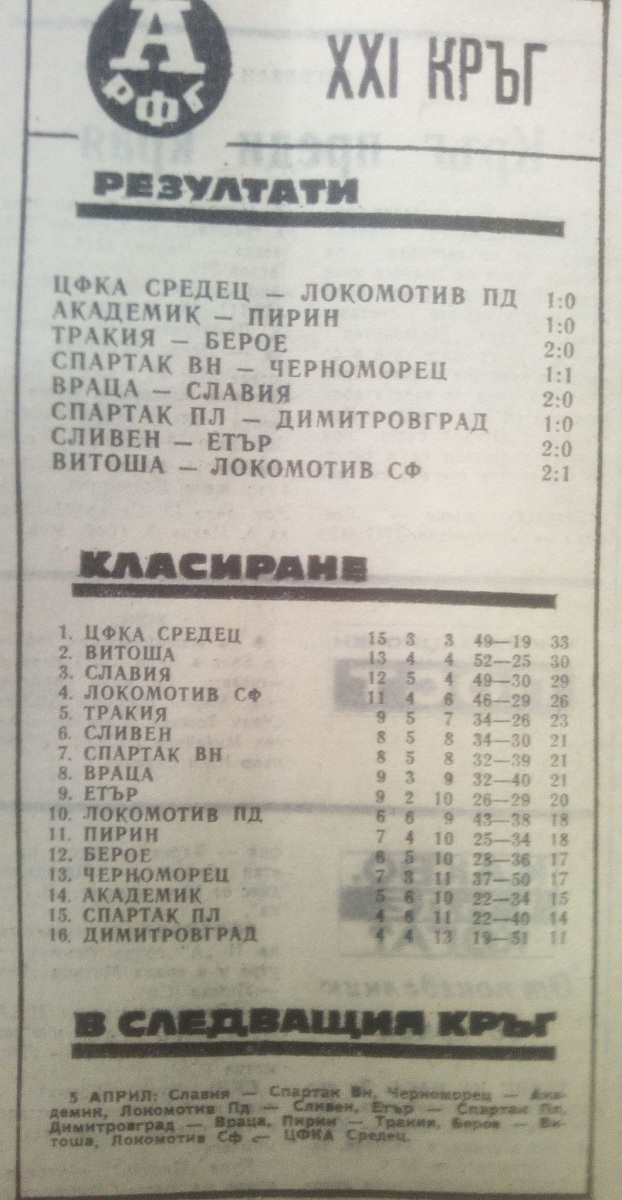 А
РФГ
XXI КРЪГ
РЕЗУЛТАТИ
ЦФКА СРЕДЕЦ — ЛОКОМОТИВ ПД 1:0
АКАДЕМИК — ПИРИН 1:0
ТРАКИЯ — БЕРОЕ 2:0
СПАРТАК ВН — ЧЕРНОМОРЕЦ 1:1
ВРАЦА — СЛАВИЯ 2:0
СПАРТАК ПЛ — ДИМИТРОВГРАД 1:0
СЛИВЕН — ЕТЪР 2:0
ВИТОША — ЛОКОМОТИВ СФ 2:1
КЛАСИРАНЕ
1. ЦФКА СРЕДЕЦ 15 3 3 49—19 33
2. ВИТОША 13 4 4 52—25 30
3. СЛАВИЯ 12 5 4 49—30 29
4. ЛОКОМОТИВ СФ 11 4 6 46—29 26
5. ТРАКИЯ 9 5 7 34—26 23
6. СЛИВЕН 8 5 8 34—30 21
7. СПАРТАК ВН 8 5 8 32—39 21
8. ВРАЦА 9 3 9 32—40 21
9. ЕТЪР 9 2 10 26—29 20
10. ЛОКОМОТИВ ПД 6 6 9 43—38 18
11. ПИРИН 7 4 10 25—34 18
12. БЕРОЕ 6 5 10 28—36 17
13. ЧЕРНОМОРЕЦ 7 3 11 37—50 17
14. АКАДЕМИК 5 6 10 22—34 15
15. СПАРТАК ПЛ 4 6 11 22—40 14
16. ДИМИТРОВГРАД 4 4 13 19—51 11
В СЛЕДВАЩИЯ КРЪГ
5 АПРИЛ: Славия — Спартак Вн, Черноморец — Ака-
демик, Локомотив Пд — Сливен, Етър — Спартак Пл,
Димитровград — Враца, Пирин — Тракия, Берое — Ви-
тоша, Локомотив Сф — ЦФКА Средец.